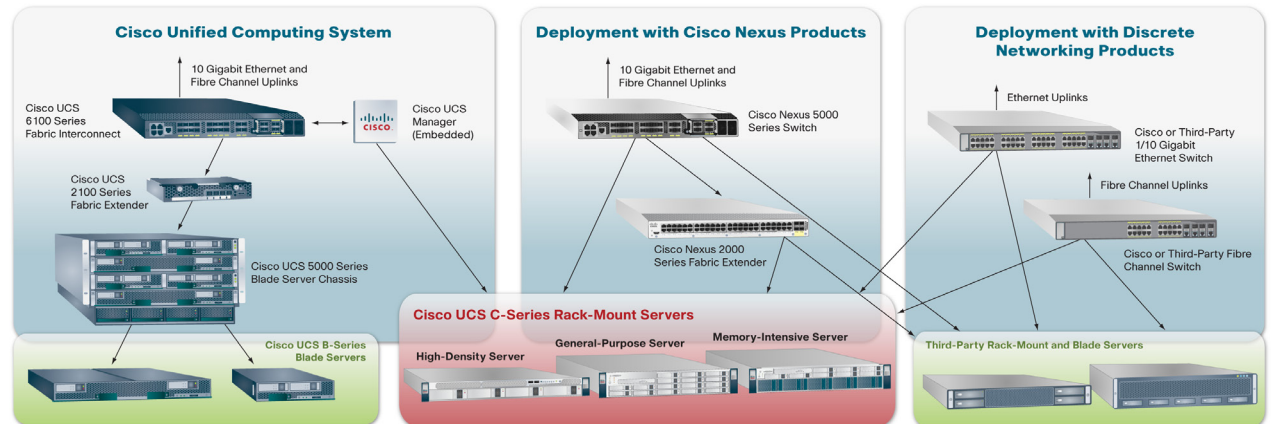 Cisco Unified Computing System
10 Gigabit Ethernet and
Fibre Channel Uplinks
Cisco UCS
6100 Series
Fabric Interconnect
CISCO
Cisco UCS
Manager
(Embedded)
Cisco UCS
2100 Series
Fabric Extender
Cisco UCS 5000 Series
Blade Server Chassis
Cisco UCS B-Series
Blade Servers
Deployment with Cisco Nexus Products
10 Gigabit Ethernet and
Fibre Channel Uplinks
Cisco Nexus 5000
Series Switch
Cisco Nexus 2000
Series Fabric Extender
Cisco UCS C-Series Rack-Mount Servers
High-Density Server
General-Purpose Server
Memory-Intensive Server
Deployment with Discrete
Networking Products
Ethernet Uplinks
Cisco or Third-Party
1/10 Gigabit
Ethernet Switch
Fibre Channel Uplinks
Cisco or Third-Party Fibre
Channel Switch
Third-Party Rack-Mount and Blade Servers